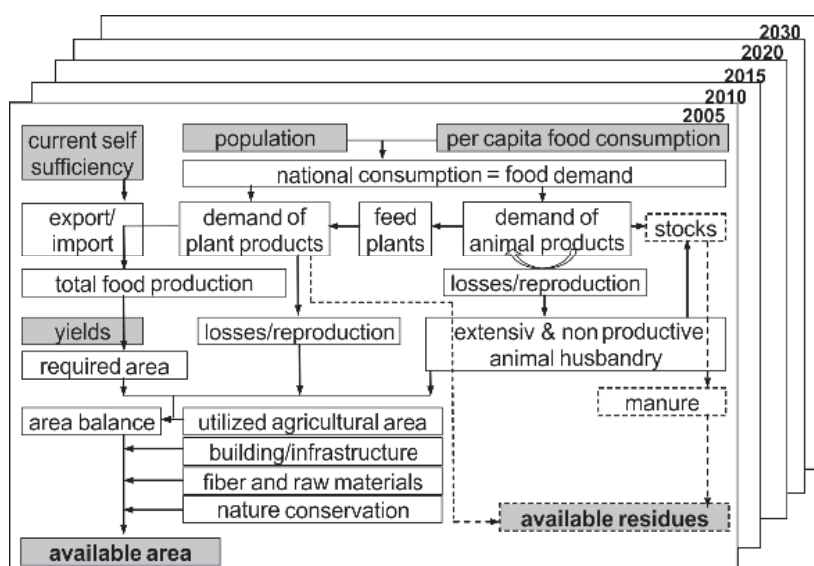 2030
2020
2015
2010
2005
current self
sufficiency
population
per capita food consumption
national consumption = food demand
export/
import
demand of
plant products
feed
plants
demand of
animal products
stocks
total food production
losses/reproduction
yields
losses/reproduction
extensiv & non productive
animal husbandry
required area
manure
area balance
utilized agricultural area
building/infrastructure
fiber and raw materials
nature conservation
available residues
available area